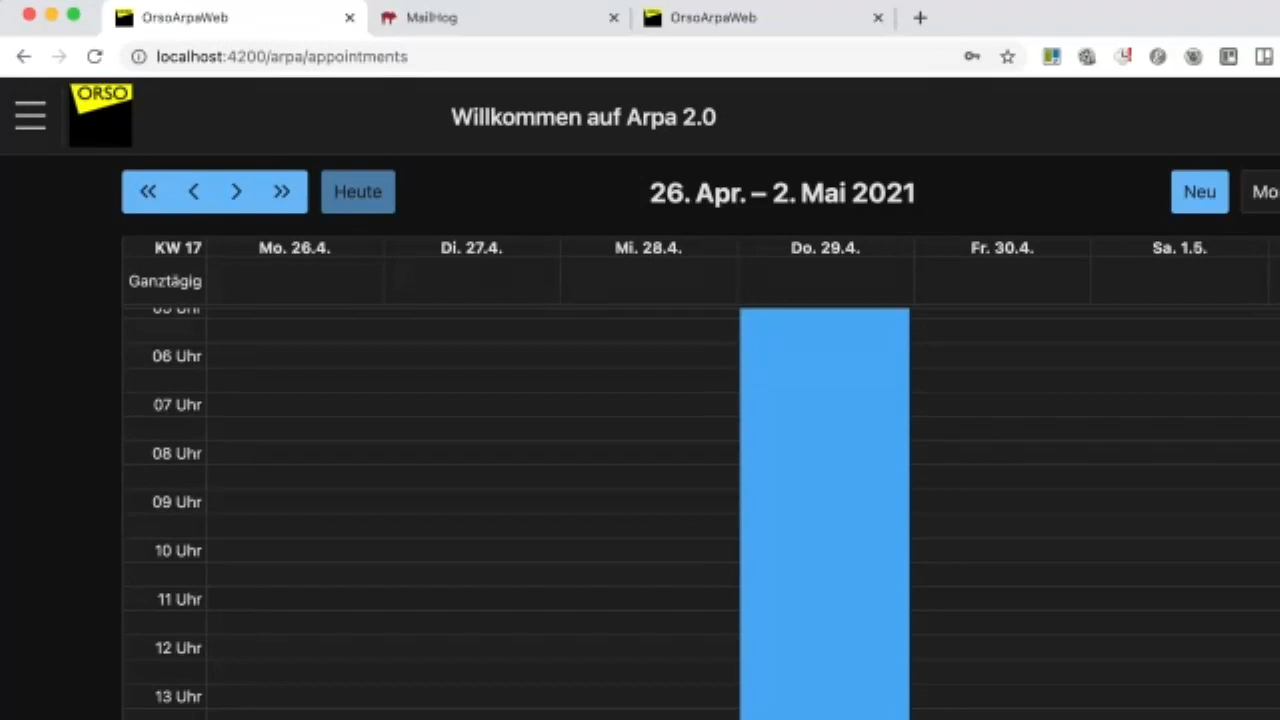 OrsoArpaWeb
MailHog
OrsoArpaWeb
localhost:4200/arpa/appointments
ORSO
Willkommen auf Arpa 2.0
Heute
26. Apr. – 2. Mai 2021
Neu
Mo
KW 17
Mo. 26.4.
Di. 27.4.
Mi. 28.4.
Do. 29.4.
Fr. 30.4.
Sa. 1.5.
Ganztägig
06 Uhr
07 Uhr
08 Uhr
09 Uhr
10 Uhr
11 Uhr
12 Uhr
13 Uhr